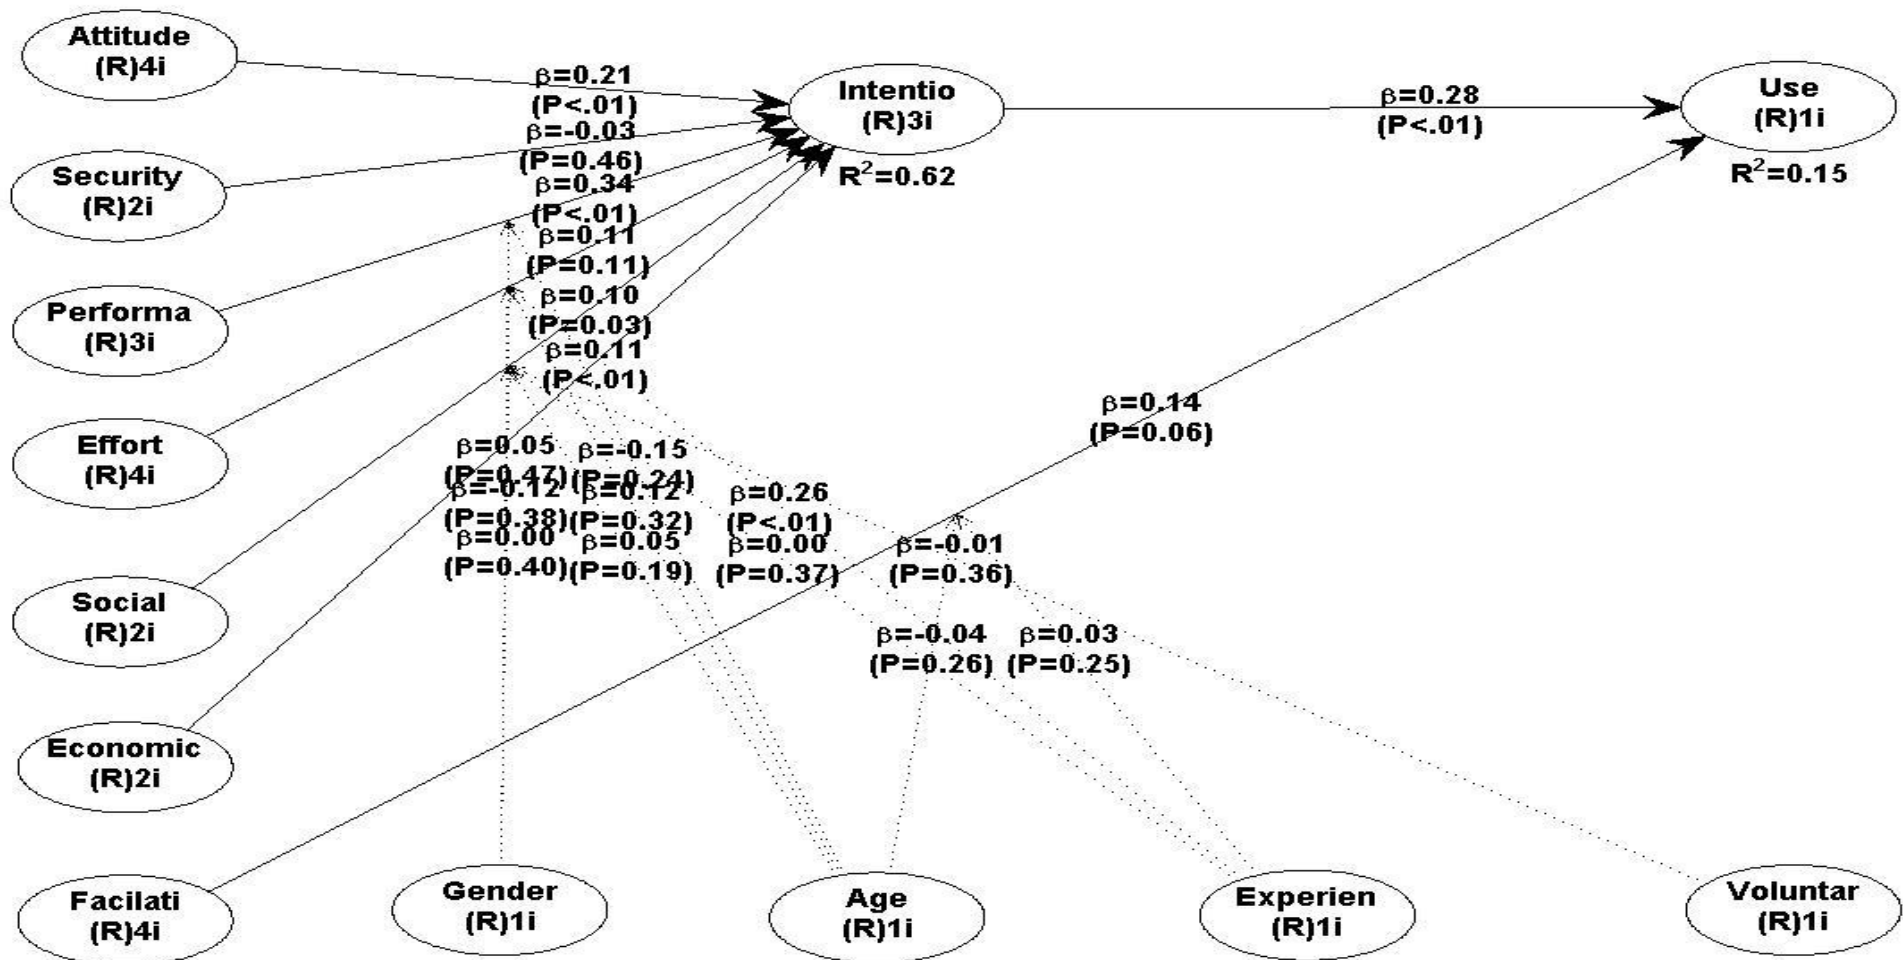 Attitude
(R)4i
β=0.21
(P<.01)
Intentio
(R)3i
R²=0.62
β=0.28
(P<.01)
Use
(R)1i
R²=0.15
Security
(R)2i
β=-0.03
(P=0.46)
β=0.34
(P<.01)
β=0.11
(P=0.11)
Performa
(R)3i
β=0.10
(P=0.03)
β=0.11
(P<.01)
β=0.14
(P=0.06)
Effort
(R)4i
β=0.05
(P=0.47)
β=-0.15
(P=0.24)
β=-0.12
(P=0.38)
β=0.12
(P=0.32)
β=0.26
(P<.01)
β=0.00
(P=0.40)
β=0.05
(P=0.19)
β=0.00
(P=0.37)
β=-0.01
(P=0.36)
Social
(R)2i
β=-0.04
(P=0.26)
β=0.03
(P=0.25)
Economic
(R)2i
Facilati
(R)4i
Gender
(R)1i
Age
(R)1i
Experien
(R)1i
Voluntar
(R)1i